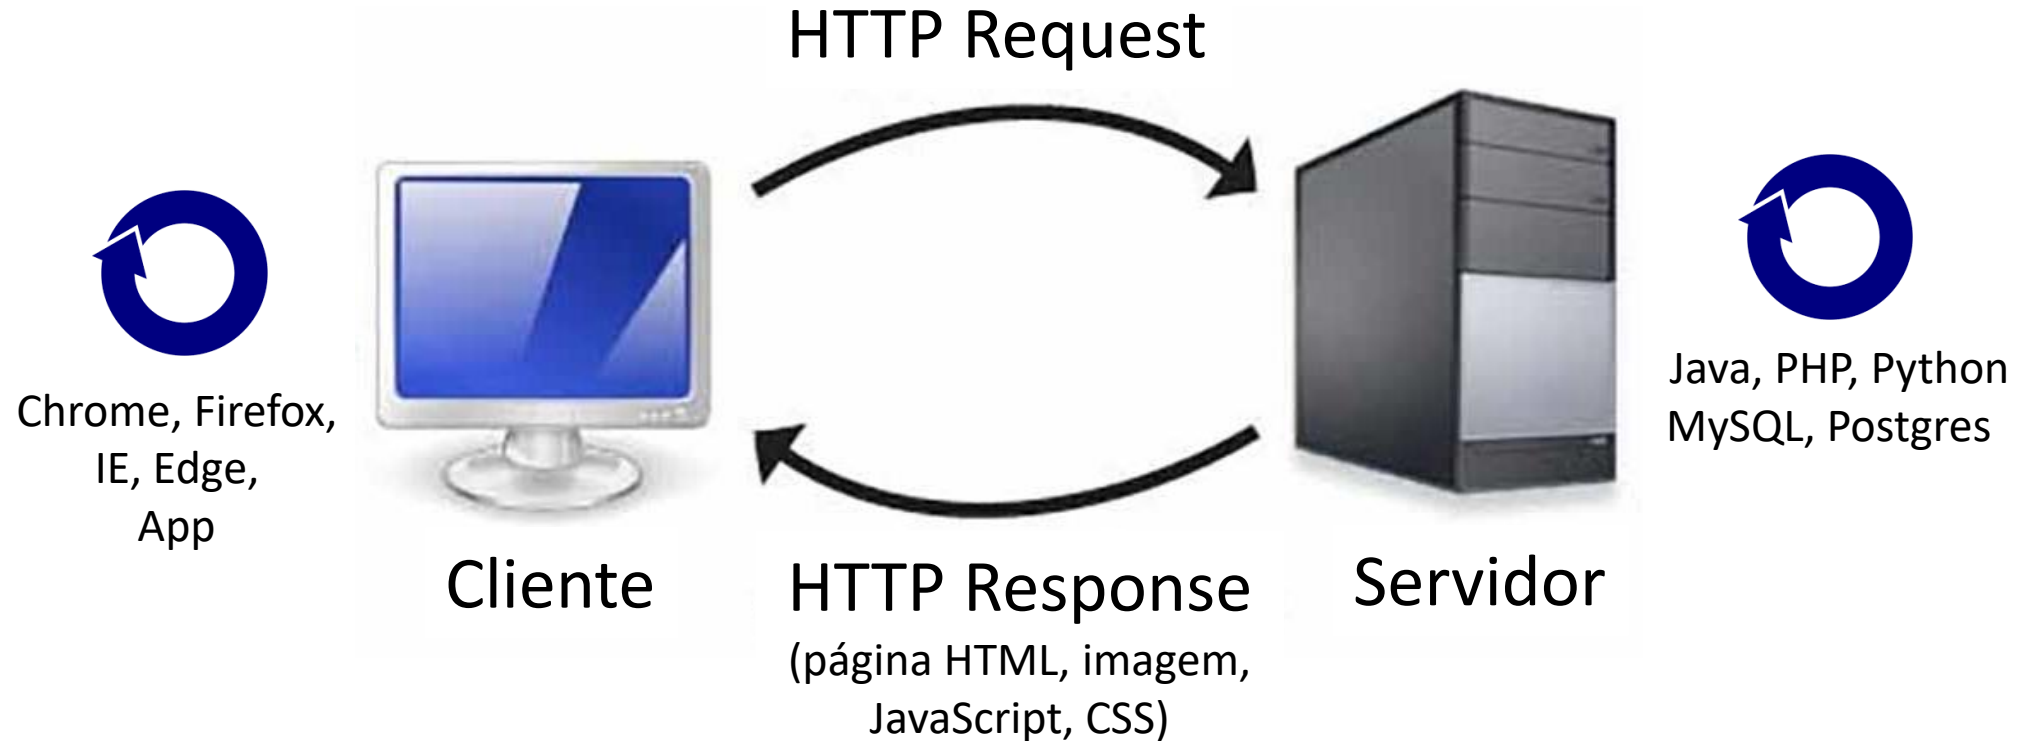 HTTP Request
Chrome, Firefox,
IE, Edge,
App
Java, PHP, Python
MySQL, Postgres
Cliente
HTTP Response
(página HTML, imagem,
JavaScript, CSS)
Servidor